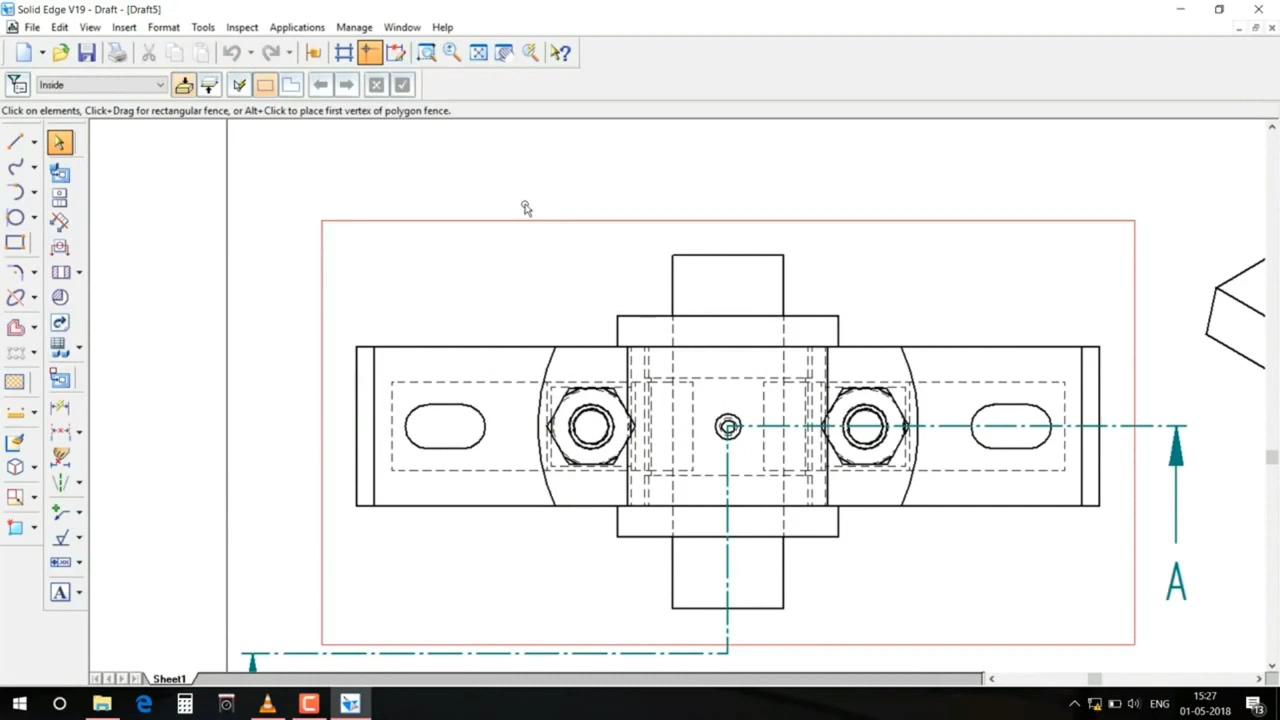 Solid Edge V19 - Draft - [Draft5]
File Edit View Insert Format Tools Inspect Applications Manage Window Help
Inside
Click on elements, Click+Drag for rectangular fence, or Alt+Click to place first vertex of polygon fence.
A
A
Sheet1
15:27
ENG
01-05-2018
13